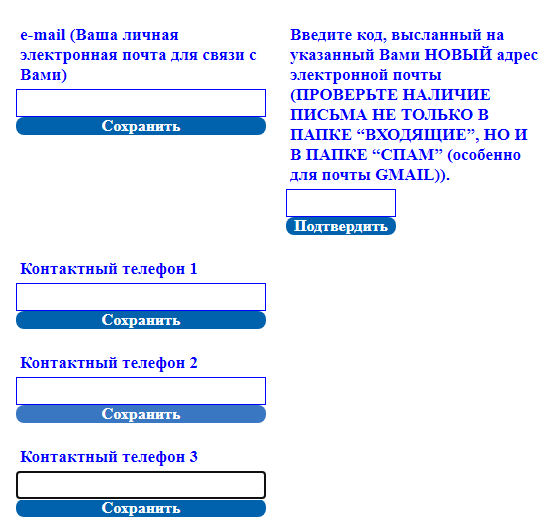 e-mail (Ваша личная
электронная почта для связи с
Вами)
Сохранить
Введите код, высланный на
указанный Вами НОВЫЙ адрес
электронной почты
(ПРОВЕРЬТЕ НАЛИЧИЕ
ПИСЬМА НЕ ТОЛЬКО В
ПАПКЕ “ВХОДЯЩИЕ”, НО И
В ПАПКЕ “СПАМ” (особенно
для почты GMAIL)).
Подтвердить
Контактный телефон 1
Сохранить
Контактный телефон 2
Сохранить
Контактный телефон 3
Сохранить